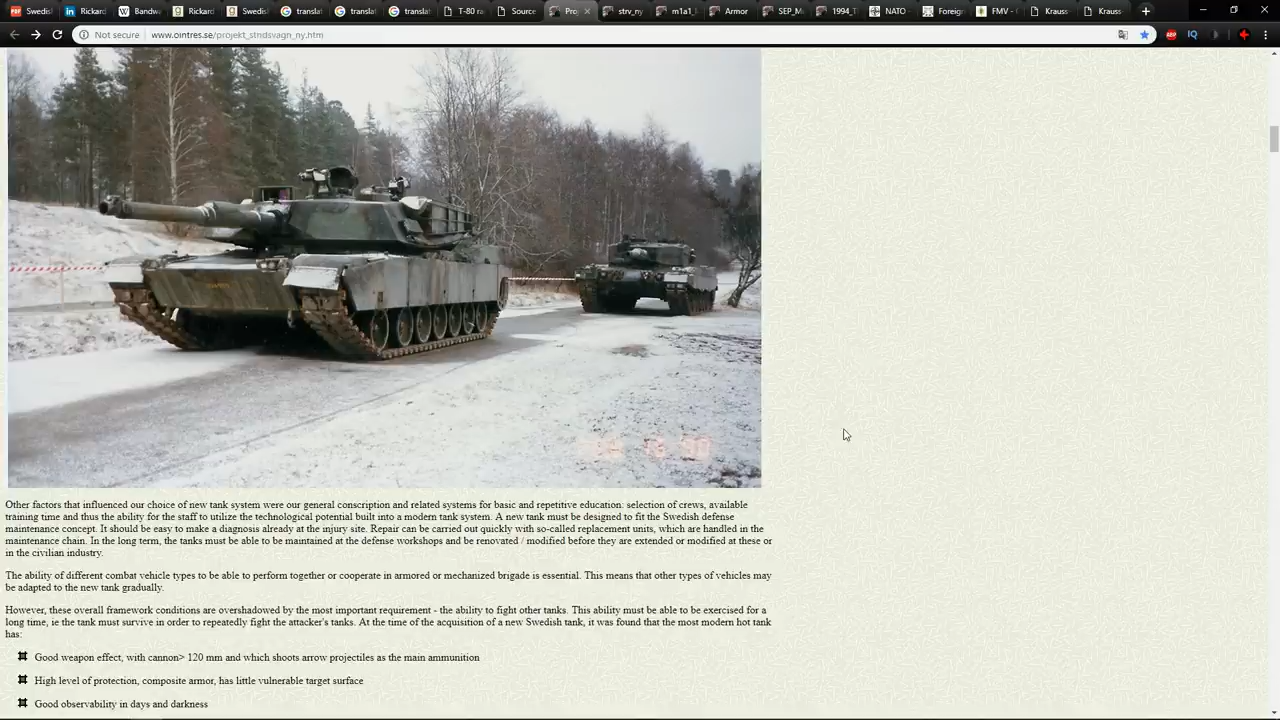 Swedis
Rickard
Bandw
Rickard
Swedis
translat
translat
translat
T-80 ra
Source
Proj
strv_ny
m1a1_l
Armor
SEP_M
1994_T
NATO
Foreign
FMV - 
Krauss
Krauss
Not secure www.ointres.se/projekt_stndsvagn_ny.htm
Other factors that influenced our choice of new tank system were our general conscription and related systems for basic and repetitive education: selection of crews, available
training time and thus the ability for the staff to utilize the technological potential built into a modern tank system. A new tank must be designed to fit the Swedish defense
maintenance concept. It should be easy to make a diagnosis already at the injury site. Repair can be carried out quickly with so-called replacement units, which are handled in the
maintenance chain. In the long term, the tanks must be able to be maintained at the defense workshops and be renovated / modified before they are extended or modified at these or
in the civilian industry.
The ability of different combat vehicle types to be able to perform together or cooperate in armored or mechanized brigade is essential. This means that other types of vehicles may
be adapted to the new tank gradually.
However, these overall framework conditions are overshadowed by the most important requirement - the ability to fight other tanks. This ability must be able to be exercised for a
long time, ie the tank must survive in order to repeatedly fight the attacker's tanks. At the time of the acquisition of a new Swedish tank, it was found that the most modern hot tank
has:
Good weapon effect, with cannon> 120 mm and which shoots arrow projectiles as the main ammunition
High level of protection, composite armor, has little vulnerable target surface
Good observability in days and darkness